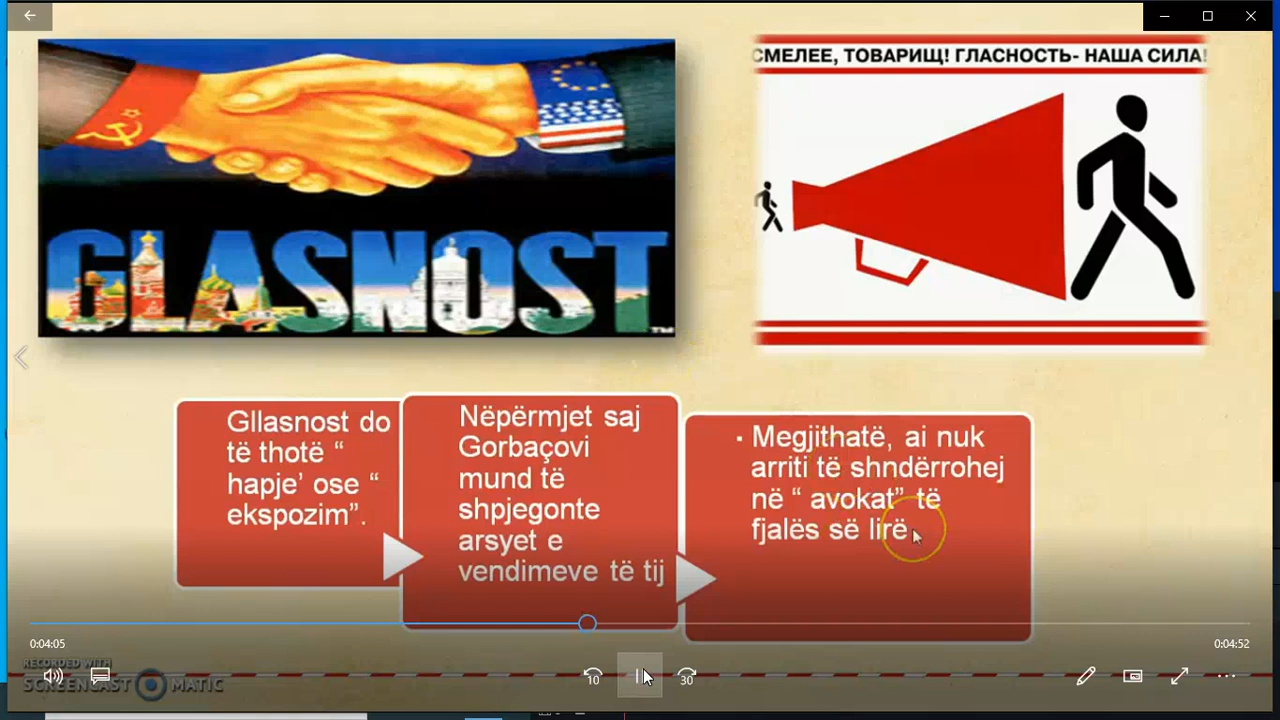 СМЕЛЕЕ, ТОВАРИЩ! ГЛАСНОСТЬ- НАША СИЛА!
GLASNOST
TM
Gllasnost do
të thotë “
hapje’ ose “
ekspozim”.
Nëpërmjet saj
Gorbaçovi
mund të
shpjegonte
arsyet e
vendimeve të tij
▪ Megjithatë, ai nuk
arriti të shndërrohej
në “ avokat” të
fjalës së lirë.
0:04:05
0:04:52
RECORDED WITH
SCREENCAST MATIC
10
30